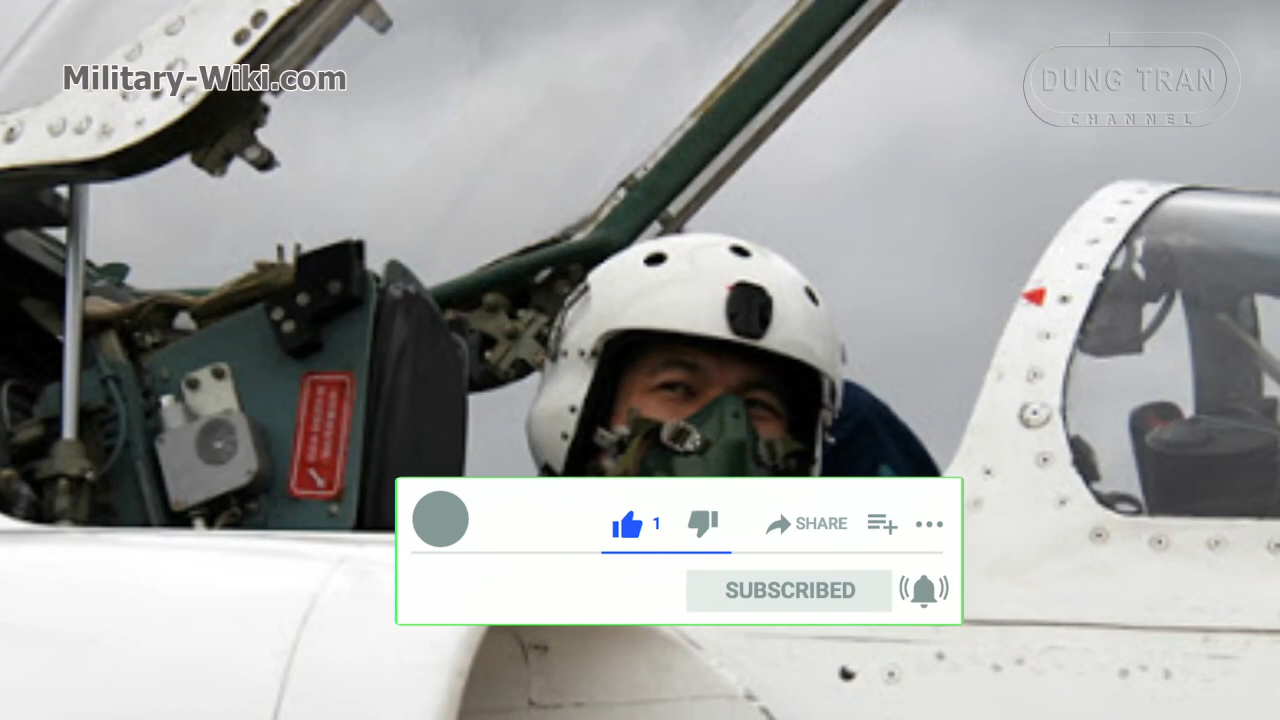 Military-Wiki.com
DUNG TRAN
CHANNEL
1
SHARE
SUBSCRIBED